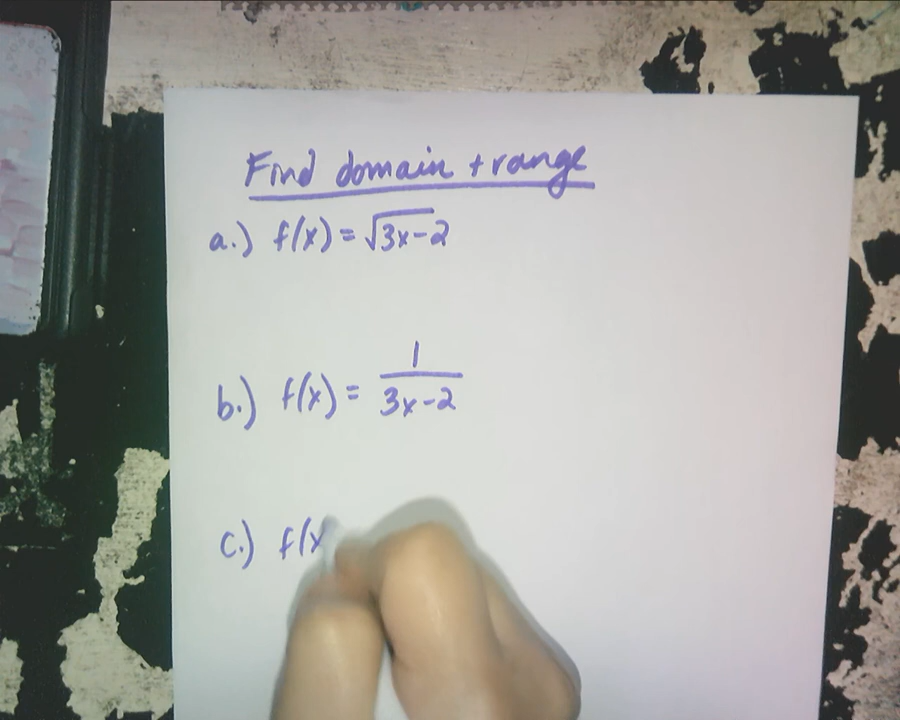 Find domain + range
a.) f(x) = √3x-2
b.) f(x) = 1/(3x-2)
c.) f(x